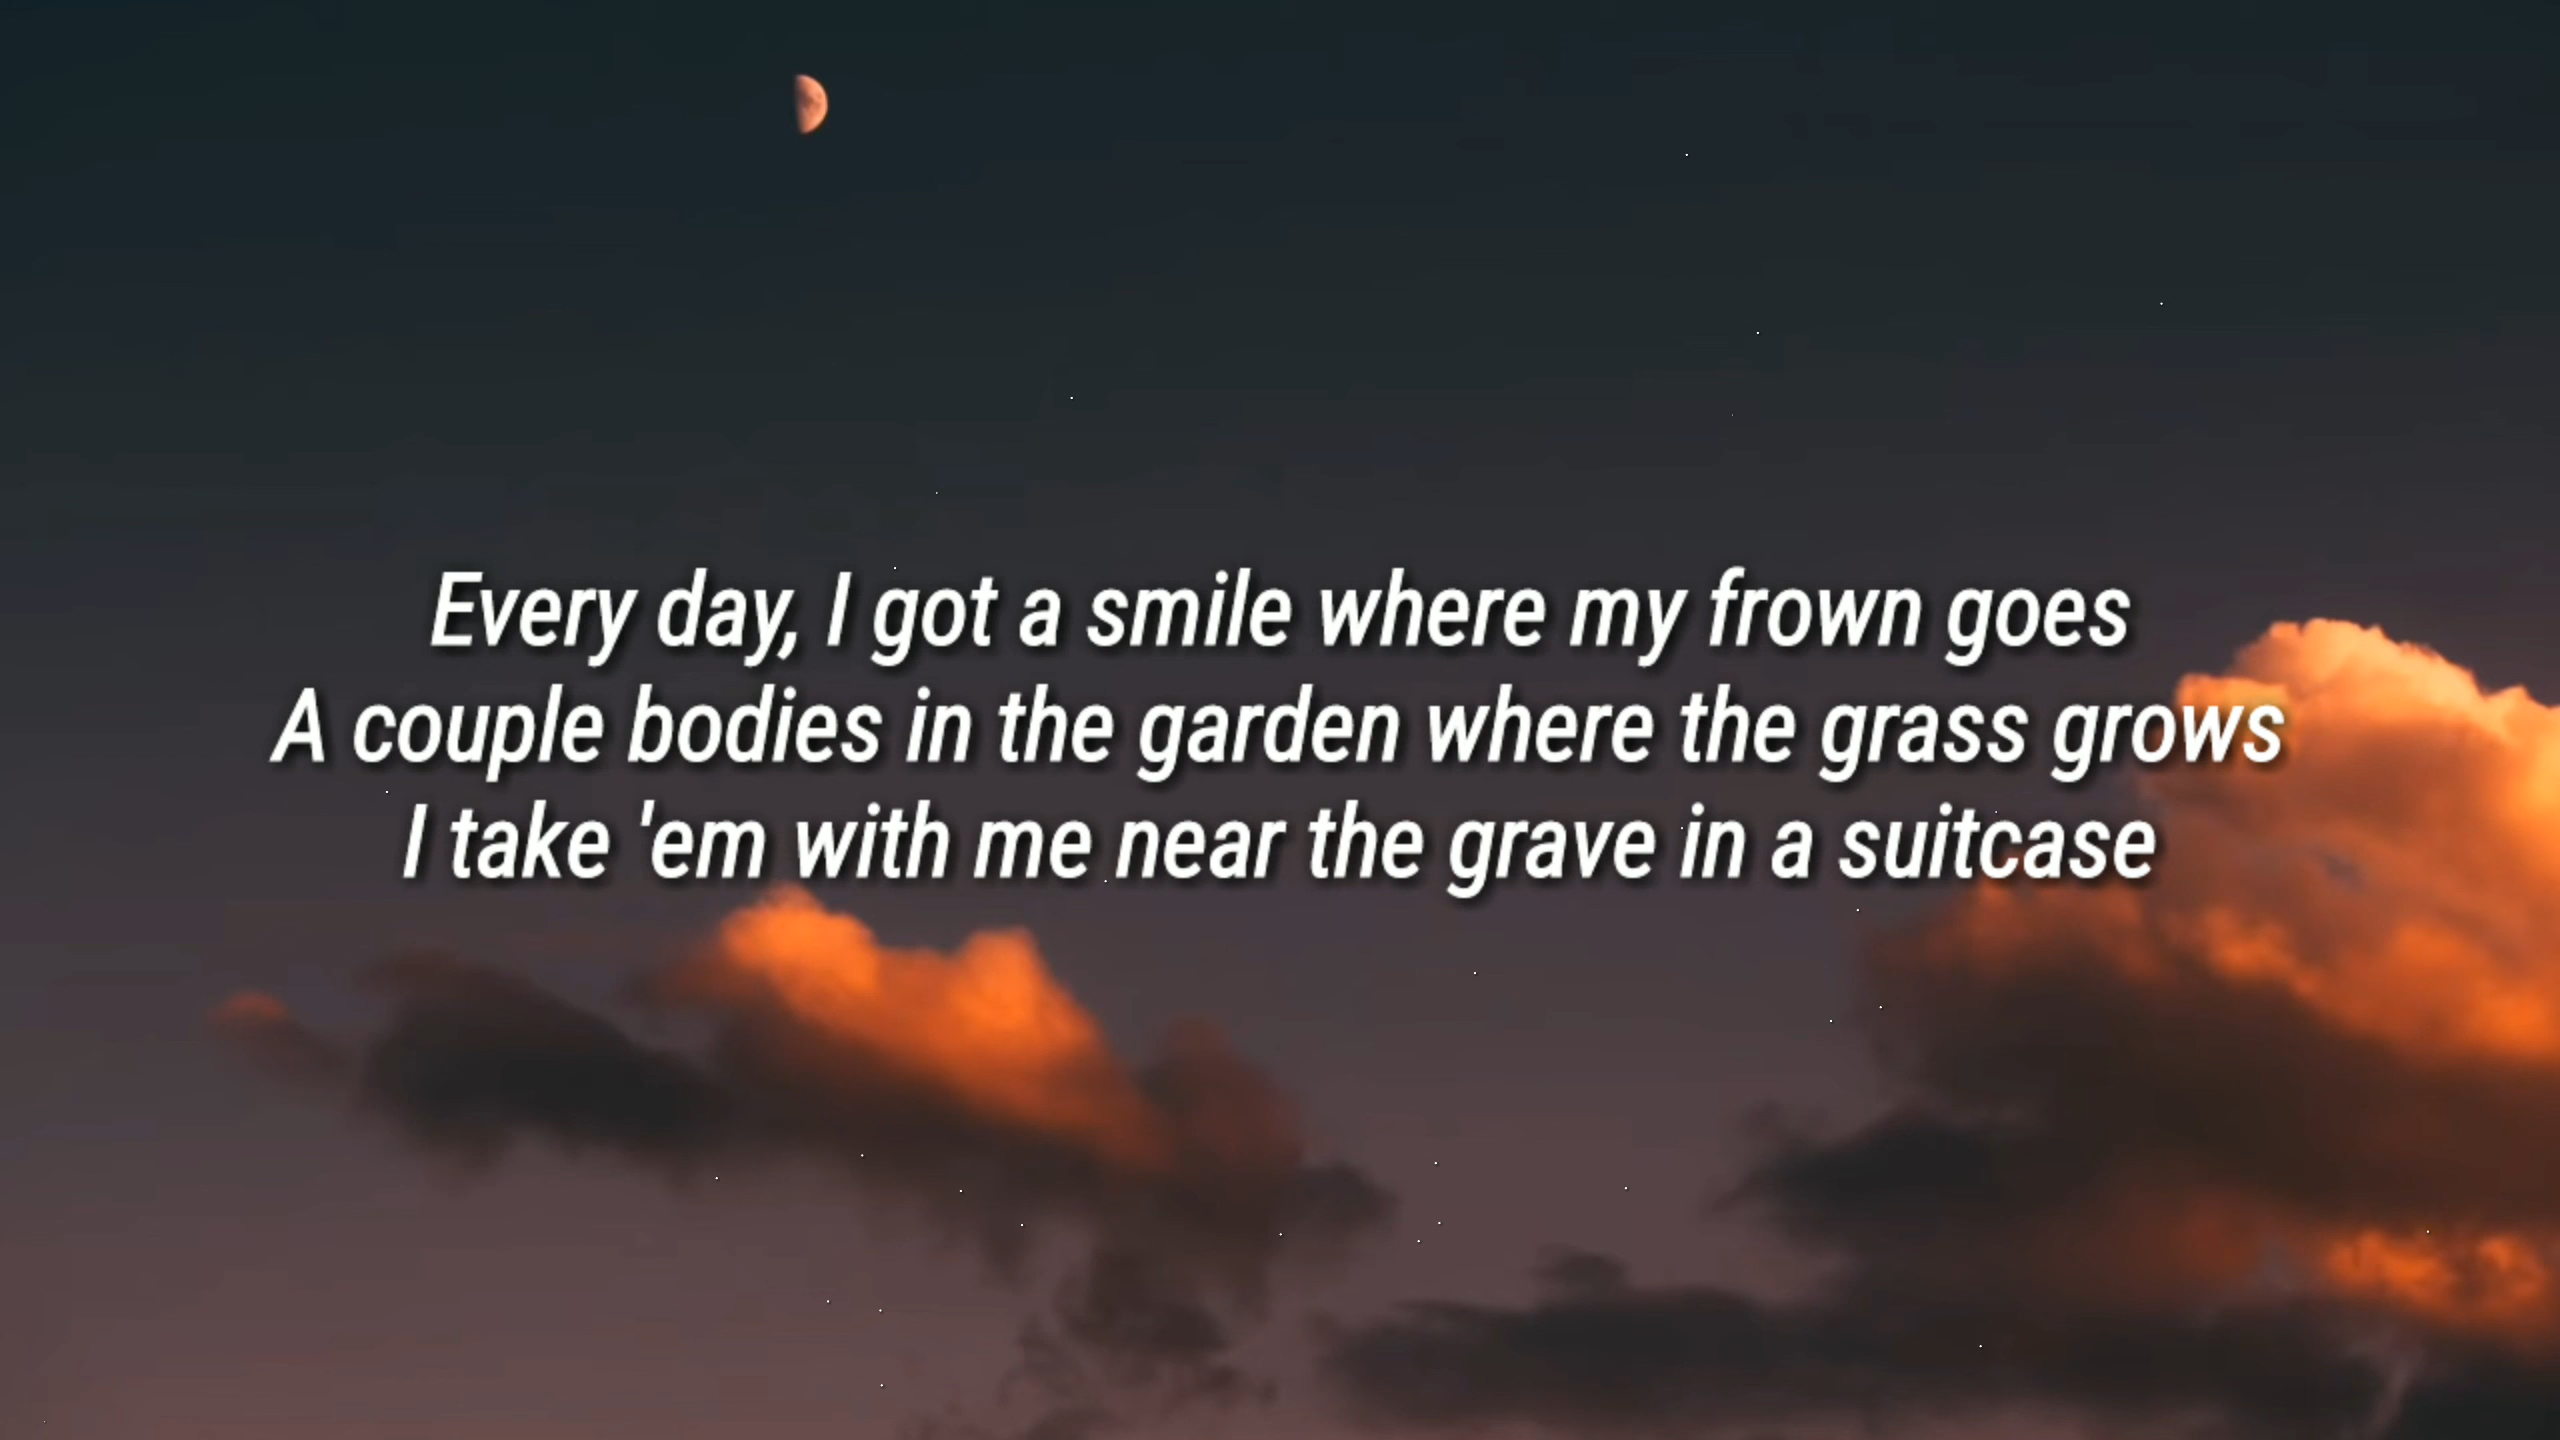 Every day, I got a smile where my frown goes
A couple bodies in the garden where the grass grows
I take 'em with me near the grave in a suitcase